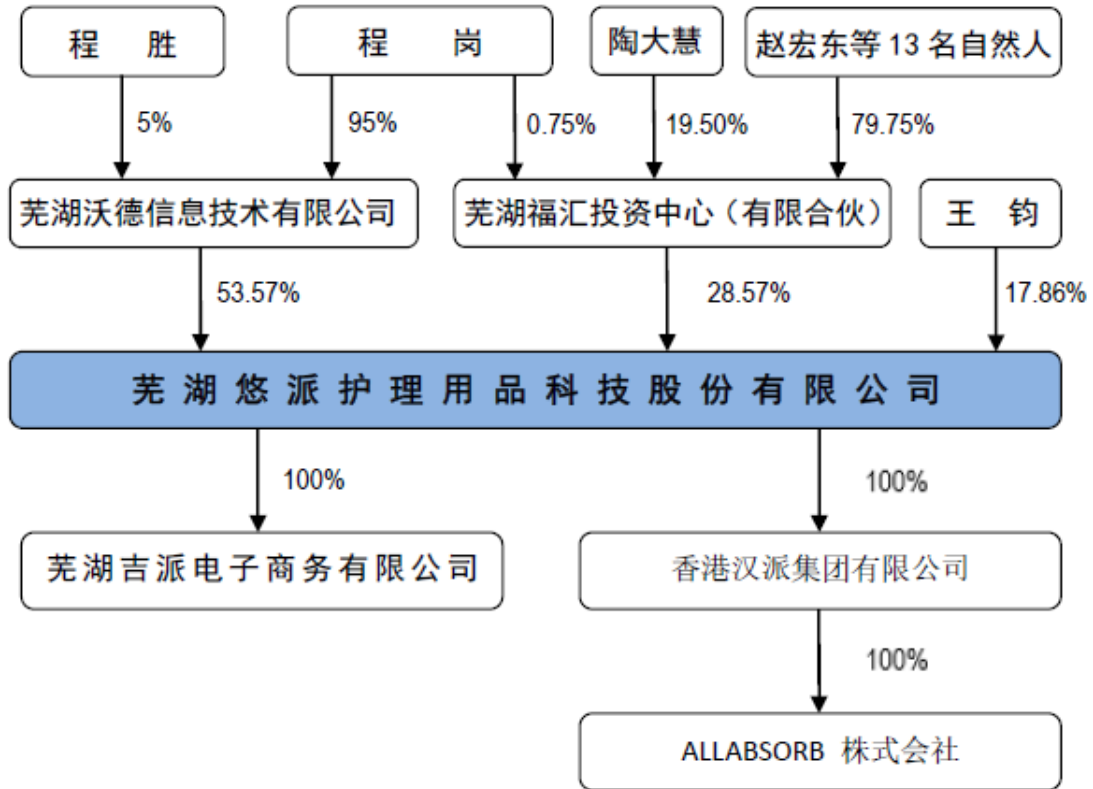 程 胜
程 岗
陶大慧
赵宏东等 13 名自然人
5%
95%
0.75%
19.50%
79.75%
芜湖沃德信息技术有限公司
芜湖福汇投资中心（有限合伙）
王 钧
53.57%
28.57%
17.86%
芜湖悠派护理用品科技股份有限公司
100%
100%
芜湖吉派电子商务有限公司
香港汉派集团有限公司
100%
ALLABSORB 株式会社